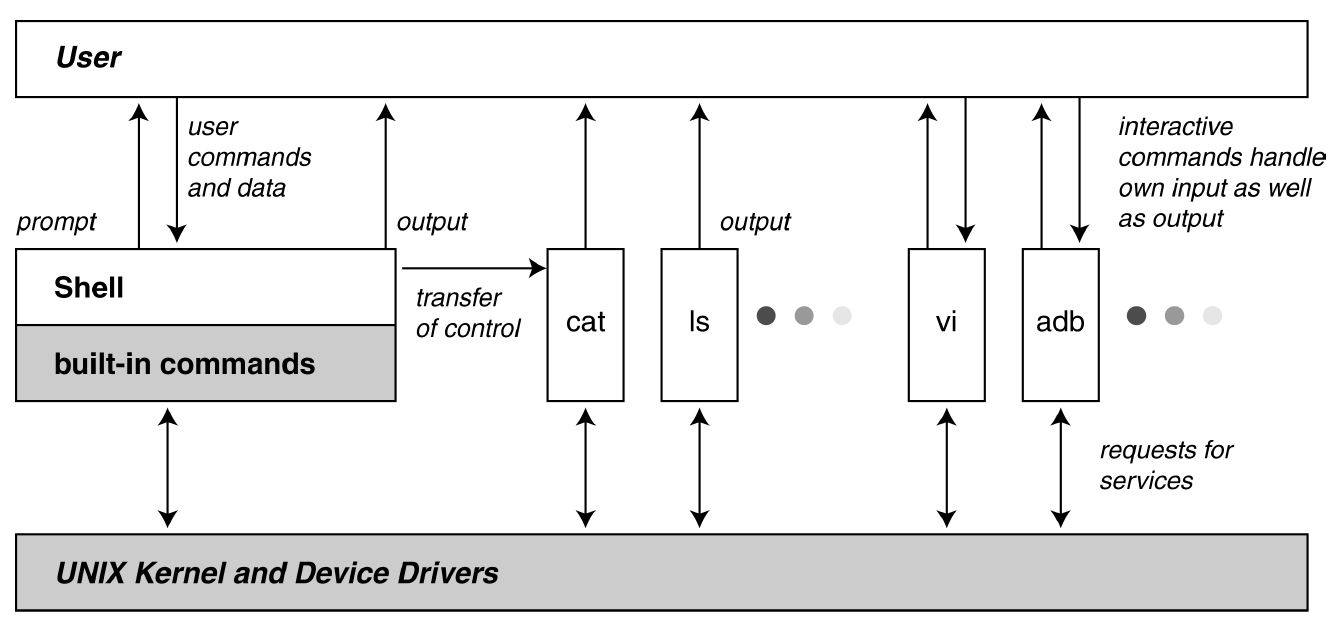 User
user
commands
and data
interactive
commands handle
own input as well
as output
prompt
output
output
Shell
transfer
of control
built-in commands
cat
ls
vi
adb
requests for
services
UNIX Kernel and Device Drivers